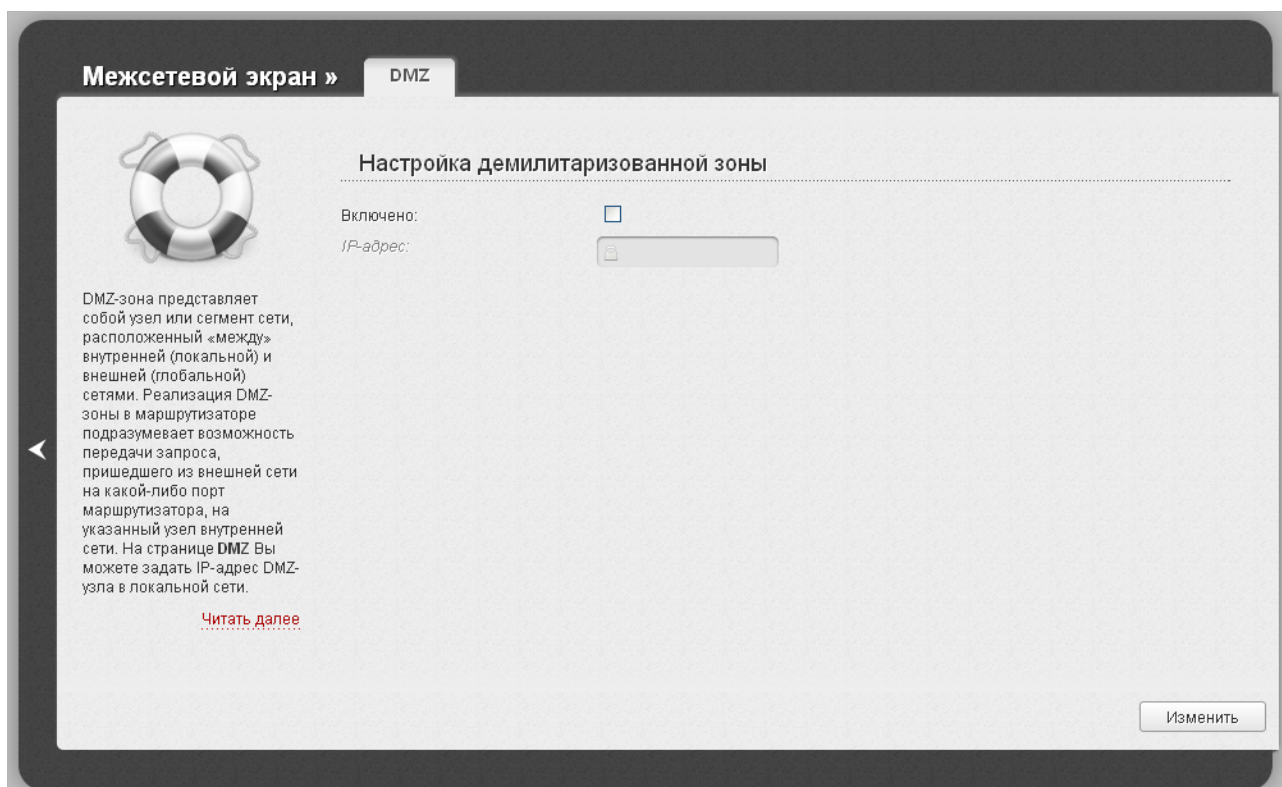 Межсетевой экран »
DMZ
Настройка демилитаризованной зоны
Включено:
IP-адрес:
DMZ-зона представляет
собой узел или сегмент сети,
расположенный «между»
внутренней (локальной) и
внешней (глобальной)
сетями. Реализация DMZ-
зоны в маршрутизаторе
подразумевает возможность
передачи запроса,
пришедшего из внешней сети
на какой-либо порт
маршрутизатора, на
указанный узел внутренней
сети. На странице DMZ Вы
можете задать IP-адрес DMZ-
узла в локальной сети.
Читать далее
Изменить